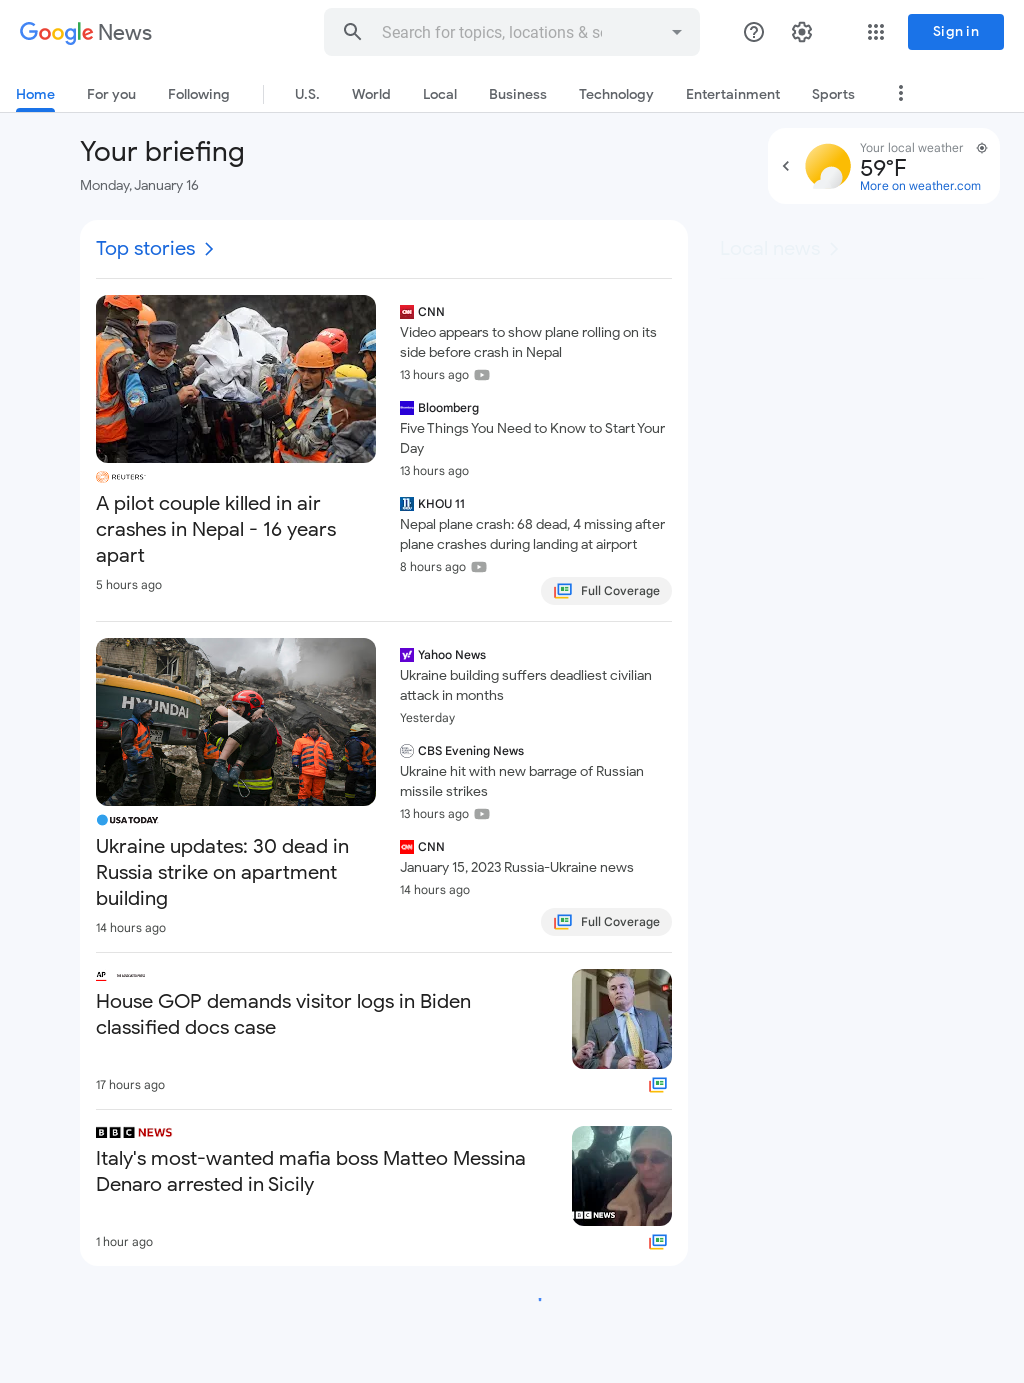 Google News
Search for topics, locations & so
Sign in
Home
For you
Following
U.S.
World
Local
Business
Technology
Entertainment
Sports
Your briefing
Monday, January 16
Your local weather
59°F
More on weather.com
Top stories
Local news
REUTERS
A pilot couple killed in air
crashes in Nepal - 16 years
apart
5 hours ago
CNN
Video appears to show plane rolling on its
side before crash in Nepal
13 hours ago
Bloomberg
Five Things You Need to Know to Start Your
Day
13 hours ago
KHOU 11
Nepal plane crash: 68 dead, 4 missing after
plane crashes during landing at airport
8 hours ago
Full Coverage
HYUNDAI
USA TODAY
Ukraine updates: 30 dead in
Russia strike on apartment
building
14 hours ago
Yahoo News
Ukraine building suffers deadliest civilian
attack in months
Yesterday
CBS Evening News
Ukraine hit with new barrage of Russian
missile strikes
13 hours ago
CNN
January 15, 2023 Russia-Ukraine news
14 hours ago
Full Coverage
AP
House GOP demands visitor logs in Biden
classified docs case
17 hours ago
BBC NEWS
Italy's most-wanted mafia boss Matteo Messina
Denaro arrested in Sicily
BBC NEWS
1 hour ago